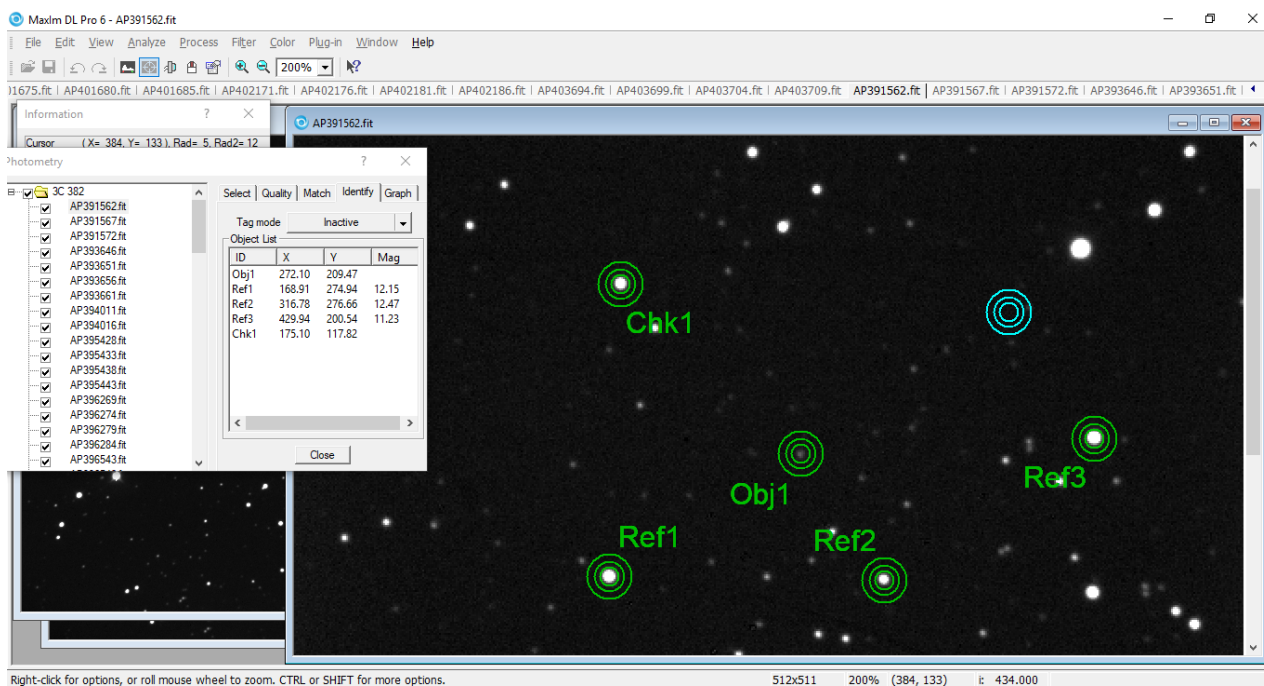 MaxIm DL Pro 6 - AP391562.fit
File Edit View Analyze Process Filter Color Plug-in Window Help
200%
01675.fit | AP401680.fit | AP401685.fit | AP402171.fit | AP402176.fit | AP402181.fit | AP402186.fit | AP403694.fit | AP403699.fit | AP403704.fit | AP403709.fit AP391562.fit | AP391567.fit | AP391572.fit | AP393646.fit | AP393651.fit |
Information ?
Cursor (X= 384, Y= 133), Rad= 5, Rad2= 12
AP391562.fit
Photometry ?
3C 382
AP391562.fit
AP391567.fit
AP391572.fit
AP393646.fit
AP393651.fit
AP393656.fit
AP393661.fit
AP394011.fit
AP394016.fit
AP395428.fit
AP395433.fit
AP395438.fit
AP395443.fit
AP396269.fit
AP396274.fit
AP396279.fit
AP396284.fit
AP396543.fit
Select Quality Match Identify Graph
Tag mode Inactive
Object List
ID X Y Mag
Obj1 272.10 209.47
Ref1 168.91 274.94 12.15
Ref2 316.78 276.66 12.47
Ref3 429.94 200.54 11.23
Chk1 175.10 117.82
Close
Chk1
Ref3
Obj1
Ref1
Ref2
Right-click for options, or roll mouse wheel to zoom. CTRL or SHIFT for more options. 512x511 200% (384, 133) i: 434.000